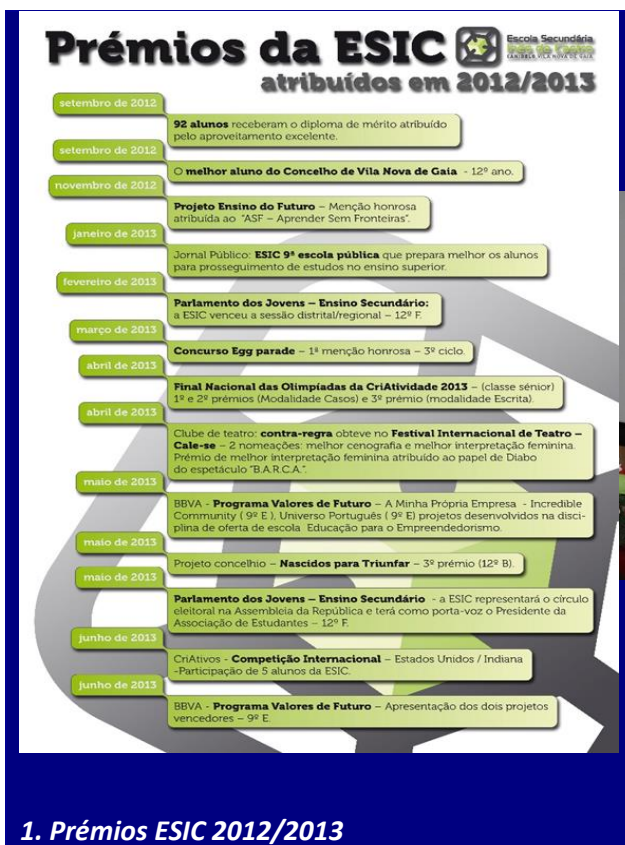 Prémios da ESIC
Escola Secundária
Inês de Castro
CANIDELO VILA NOVA DE GAIA
atribuídos em 2012/2013
setembro de 2012
92 alunos receberam o diploma de mérito atribuído
pelo aproveitamento excelente.
setembro de 2012
O melhor aluno do Concelho de Vila Nova de Gaia - 12º ano.
novembro de 2012
Projeto Ensino do Futuro – Menção honrosa
atribuída ao "ASF – Aprender Sem Fronteiras".
janeiro de 2013
Jornal Público: ESIC 9ª escola pública que prepara melhor os alunos
para prosseguimento de estudos no ensino superior.
fevereiro de 2013
Parlamento dos Jovens – Ensino Secundário:
a ESIC venceu a sessão distrital/regional – 12º F.
março de 2013
Concurso Egg parade – 1ª menção honrosa – 3º ciclo.
abril de 2013
Final Nacional das Olimpíadas da CriAtividade 2013 – (classe sénior)
1º e 2º prémios (Modalidade Casos) e 3º prémio (modalidade Escrita).
abril de 2013
Clube de teatro: contra-regra obteve no Festival Internacional de Teatro –
Cale-se – 2 nomeações: melhor cenografia e melhor interpretação feminina.
Prémio de melhor interpretação feminina atribuído ao papel de Diabo
do espetáculo "B.A.R.C.A.".
maio de 2013
BBVA - Programa Valores de Futuro – A Minha Própria Empresa - Incredible
Community ( 9º E ), Universo Português ( 9º E) projetos desenvolvidos na disci-
plina de oferta de escola Educação para o Empreendedorismo.
maio de 2013
Projeto concelhio – Nascidos para Triunfar – 3º prémio (12º B).
maio de 2013
Parlamento dos Jovens – Ensino Secundário - a ESIC representará o círculo
eleitoral na Assembleia da República e terá como porta-voz o Presidente da
Associação de Estudantes – 12º F.
junho de 2013
CriAtivos - Competição Internacional – Estados Unidos / Indiana
-Participação de 5 alunos da ESIC.
junho de 2013
BBVA - Programa Valores de Futuro – Apresentação dos dois projetos
vencedores – 9º E.
1. Prémios ESIC 2012/2013